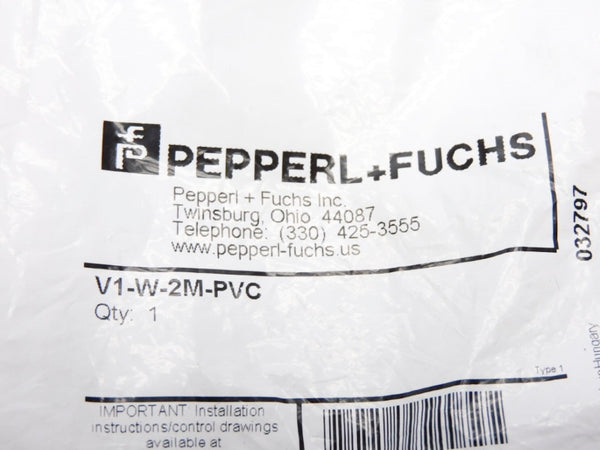 PEPPERL+FUCHS
Pepperl + Fuchs Inc.
Twinsburg, Ohio 44087
Telephone: (330) 425-3555
www.pepperl-fuchs.us
032797
V1-W-2M-PVC
Qty: 1
Hungary
Type 1
IMPORTANT: Installation
instructions/control drawings
available at